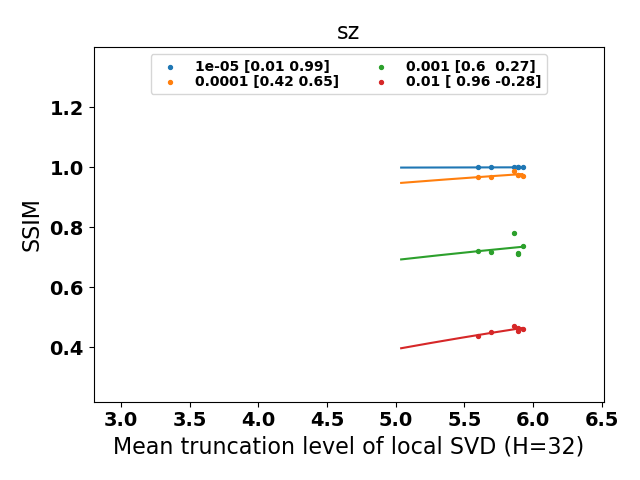 sz
1e-05 [0.01 0.99]
0.0001 [0.42 0.65]
0.001 [0.6  0.27]
0.01 [ 0.96 -0.28]
SSIM
1.2
1.0
0.8
0.6
0.4
3.0 3.5 4.0 4.5 5.0 5.5 6.0 6.5
Mean truncation level of local SVD (H=32)